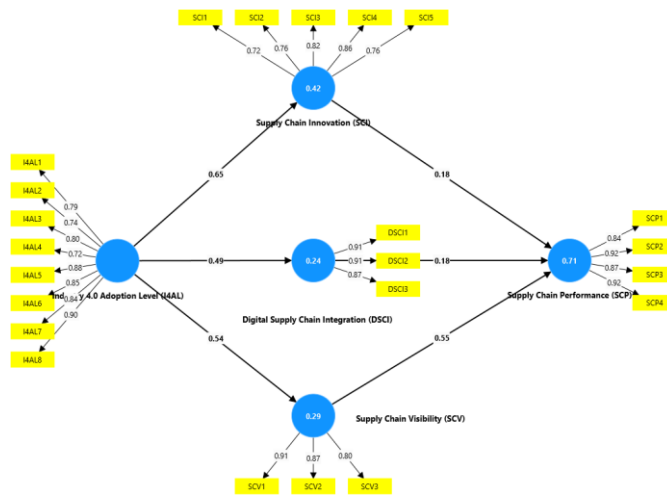 SCI1 SCI2 SCI3 SCI4 SCI5
0.72 0.76 0.82 0.86 0.76
0.42
Supply Chain Innovation (SCI)
0.65
0.18
I4AL1
I4AL2
I4AL3
I4AL4
I4AL5
I4AL6
I4AL7
I4AL8
0.79
0.74
0.80
0.72
0.88
0.85
0.84
0.90
y 4.0 Adoption Level (I4AL)
0.49
0.24
DSCI1
DSCI2
DSCI3
0.91
0.91
0.87
0.18
Digital Supply Chain Integration (DSCI)
0.71
Supply Chain Performance (SCP)
SCP1
SCP2
SCP3
SCP4
0.84
0.92
0.87
0.92
0.54
0.55
0.29
Supply Chain Visibility (SCV)
0.91 0.87 0.80
SCV1 SCV2 SCV3